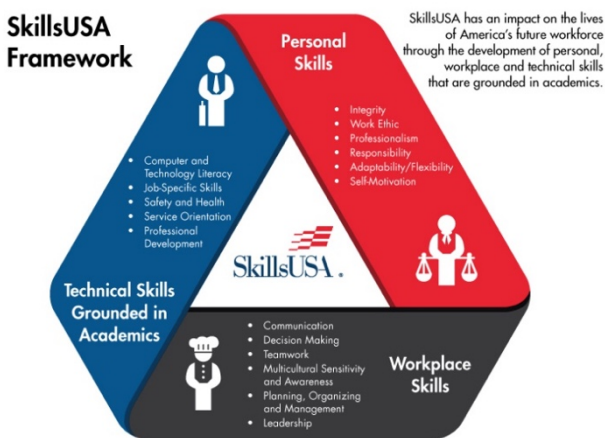 SkillsUSA
Framework
SkillsUSA has an impact on the lives
of America's future workforce
through the development of personal,
workplace and technical skills
that are grounded in academics.
Personal
Skills
• Integrity
• Work Ethic
• Professionalism
• Responsibility
• Adaptability/Flexibility
• Self-Motivation
• Computer and
Technology Literacy
• Job-Specific Skills
• Safety and Health
• Service Orientation
• Professional
Development
Technical Skills
Grounded in
Academics
SkillsUSA®
• Communication
• Decision Making
• Teamwork
• Multicultural Sensitivity
and Awareness
• Planning, Organizing
and Management
• Leadership
Workplace
Skills